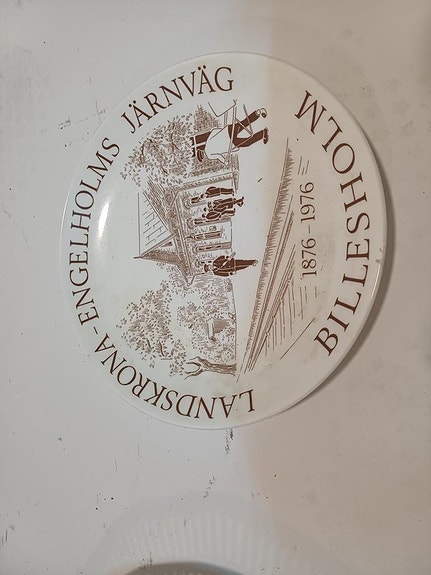 LANDSKRONA - ENGELHOLMS JÄRNVÄG
1876 - 1976
BILLESHOLM